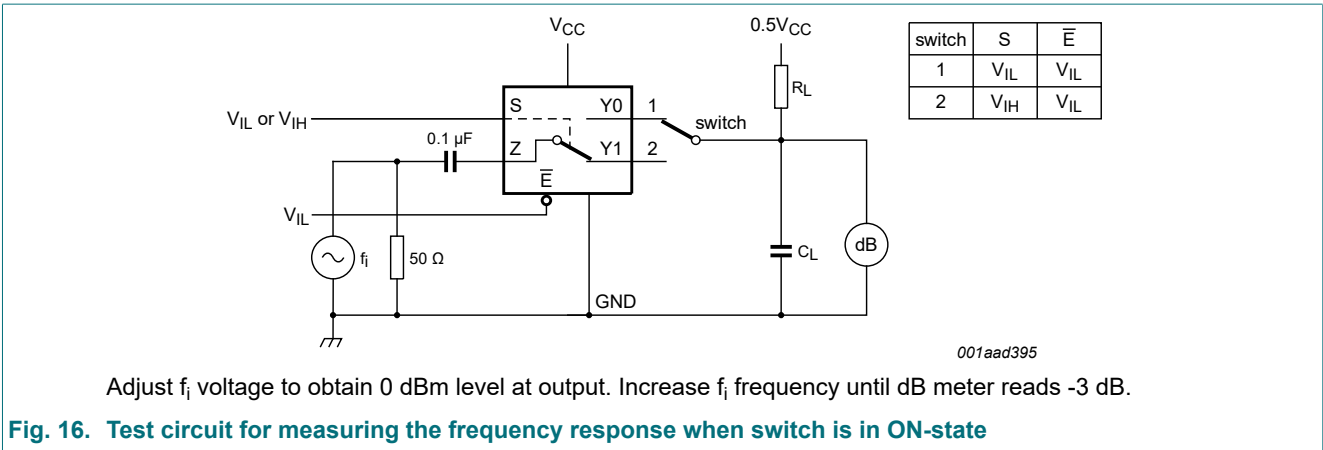 V_CC
0.5V_CC
switch S E̅
1 V_IL V_IL
2 V_IH V_IL
R_L
S Y0 1
switch
V_IL or V_IH
0.1 µF
Z Y1 2
E̅
V_IL
f_i
50 Ω
C_L
dB
GND
001aad395
Adjust f_i voltage to obtain 0 dBm level at output. Increase f_i frequency until dB meter reads -3 dB.
Fig. 16. Test circuit for measuring the frequency response when switch is in ON-state